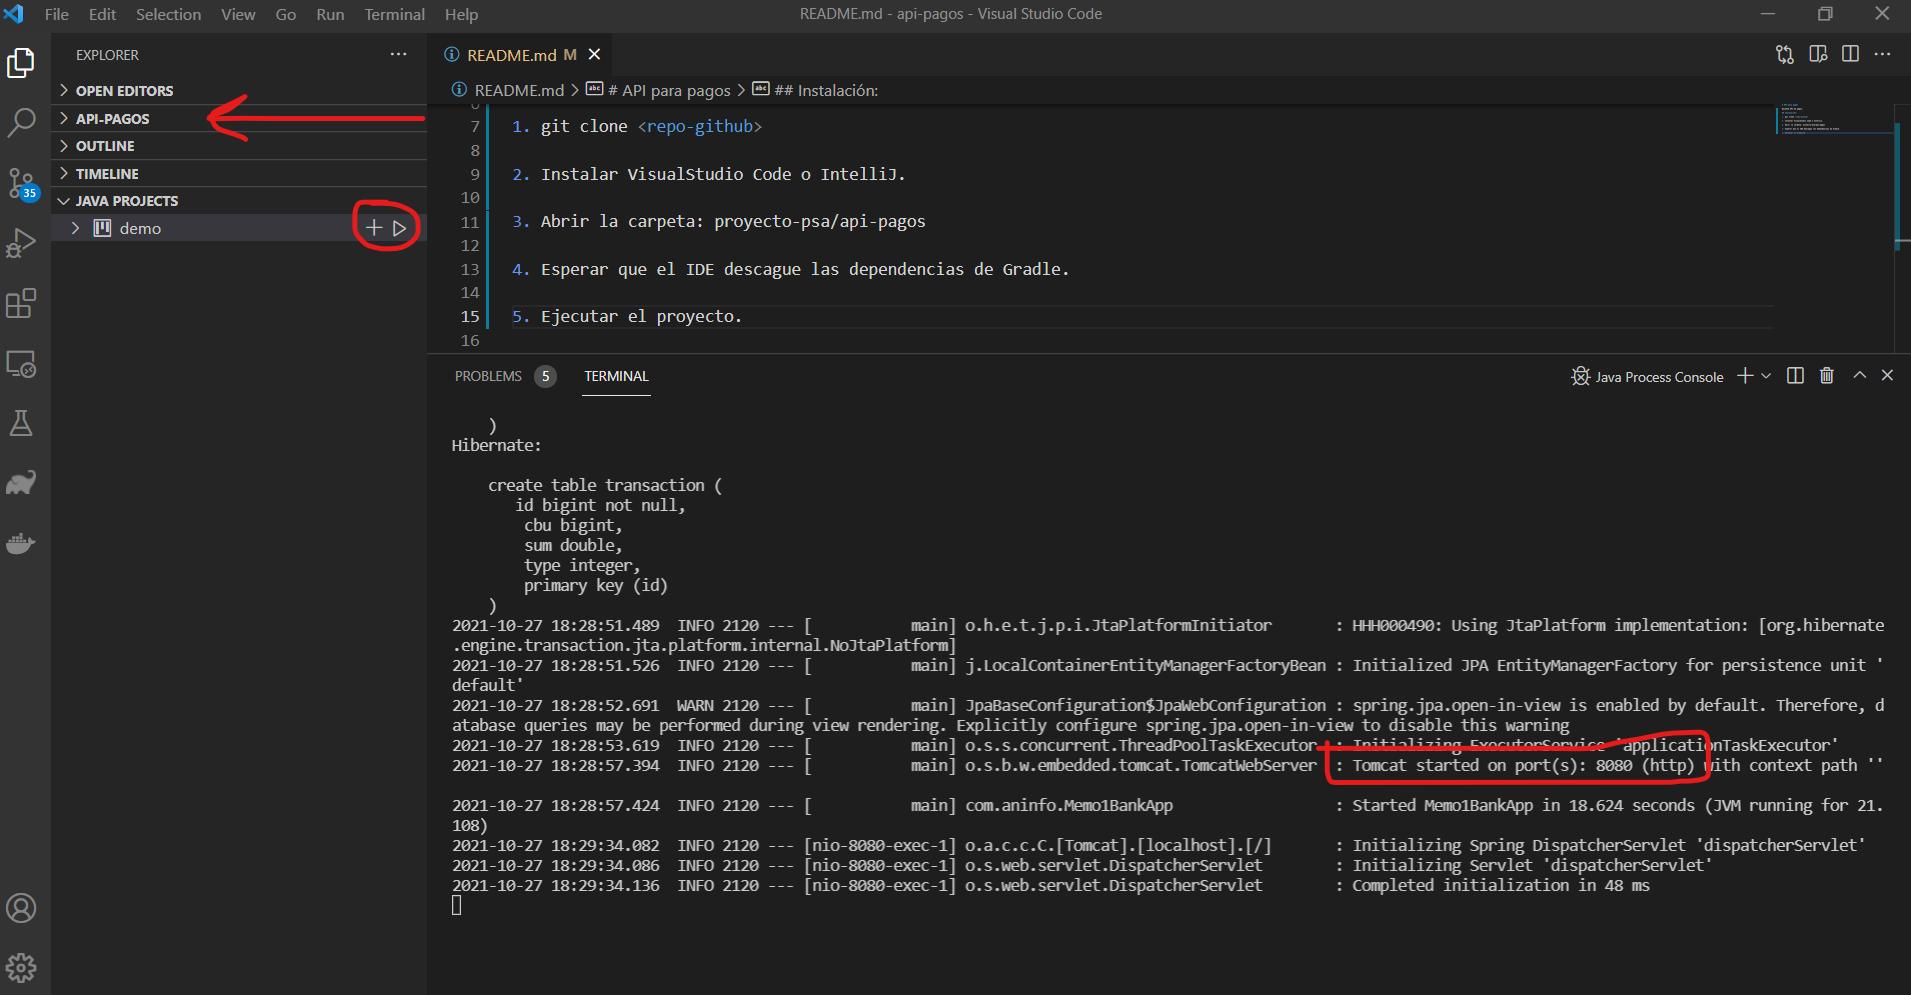 File Edit Selection View Go Run Terminal Help
README.md - api-pagos - Visual Studio Code
EXPLORER
OPEN EDITORS
API-PAGOS
OUTLINE
TIMELINE
JAVA PROJECTS
demo
35
README.md M
README.md > # API para pagos > ## Instalación:
7 1. git clone <repo-github>
8
9 2. Instalar VisualStudio Code o IntelliJ.
10
11 3. Abrir la carpeta: proyecto-psa/api-pagos
12
13 4. Esperar que el IDE descague las dependencias de Gradle.
14
15 5. Ejecutar el proyecto.
16
PROBLEMS 5 TERMINAL
Java Process Console
)
Hibernate:
create table transaction (
id bigint not null,
cbu bigint,
sum double,
type integer,
primary key (id)
)
2021-10-27 18:28:51.489  INFO 2120 --- [           main] o.h.e.t.j.p.i.JtaPlatformInitiator       : HHH000490: Using JtaPlatform implementation: [org.hibernate
.engine.transaction.jta.platform.internal.NoJtaPlatform]
2021-10-27 18:28:51.526  INFO 2120 --- [           main] j.LocalContainerEntityManagerFactoryBean : Initialized JPA EntityManagerFactory for persistence unit '
default'
2021-10-27 18:28:52.691  WARN 2120 --- [           main] JpaBaseConfiguration$JpaWebConfiguration : spring.jpa.open-in-view is enabled by default. Therefore, d
atabase queries may be performed during view rendering. Explicitly configure spring.jpa.open-in-view to disable this warning
2021-10-27 18:28:53.619  INFO 2120 --- [           main] o.s.s.concurrent.ThreadPoolTaskExecutor  : Initializing ExecutorService 'applicationTaskExecutor'
2021-10-27 18:28:57.394  INFO 2120 --- [           main] o.s.b.w.embedded.tomcat.TomcatWebServer  : Tomcat started on port(s): 8080 (http) with context path ''
2021-10-27 18:28:57.424  INFO 2120 --- [           main] com.aninfo.Memo1BankApp                  : Started Memo1BankApp in 18.624 seconds (JVM running for 21.
108)
2021-10-27 18:29:34.082  INFO 2120 --- [nio-8080-exec-1] o.a.c.c.C.[Tomcat].[localhost].[/]       : Initializing Spring DispatcherServlet 'dispatcherServlet'
2021-10-27 18:29:34.086  INFO 2120 --- [nio-8080-exec-1] o.s.web.servlet.DispatcherServlet        : Initializing Servlet 'dispatcherServlet'
2021-10-27 18:29:34.136  INFO 2120 --- [nio-8080-exec-1] o.s.web.servlet.DispatcherServlet        : Completed initialization in 48 ms